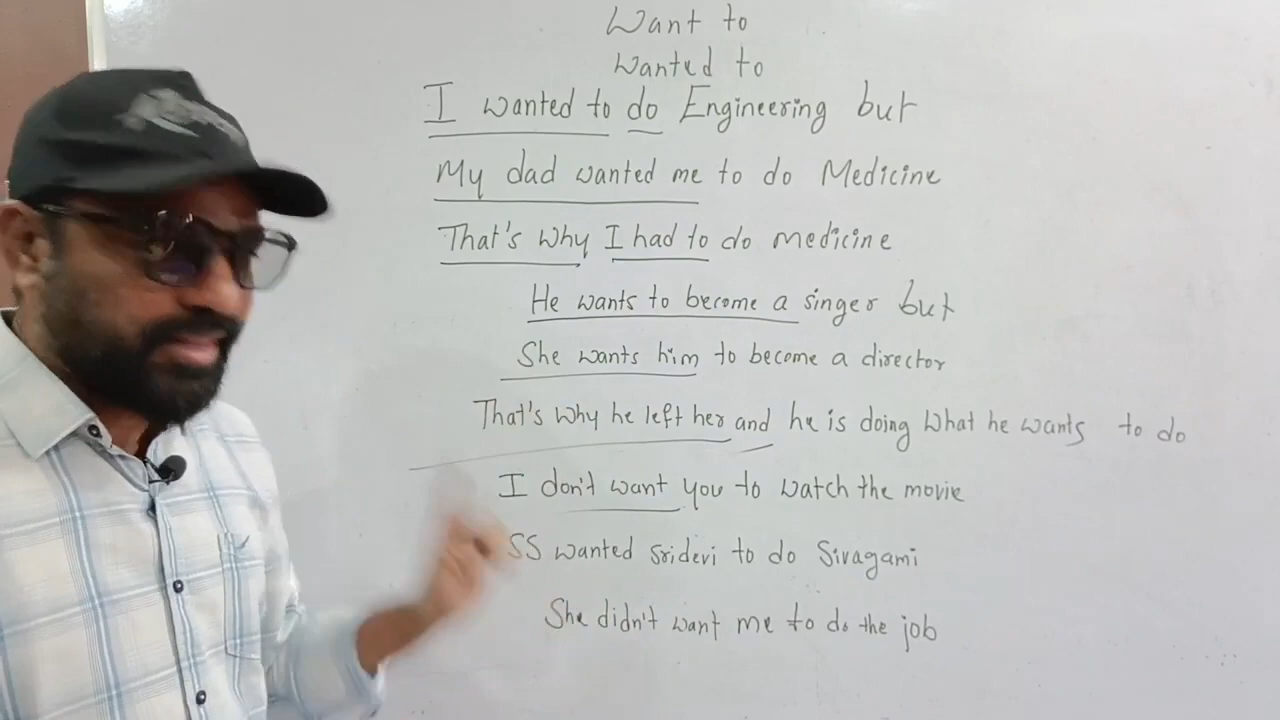 Want to
Wanted to
I wanted to do Engineering but
My dad wanted me to do Medicine
That's why I had to do medicine
He wants to become a singer but
She wants him to become a director
That's why he left her and he is doing What he wants to do
I don't want you to watch the movie
SS wanted Sridevi to do Sivagami
She didn't want me to do the job